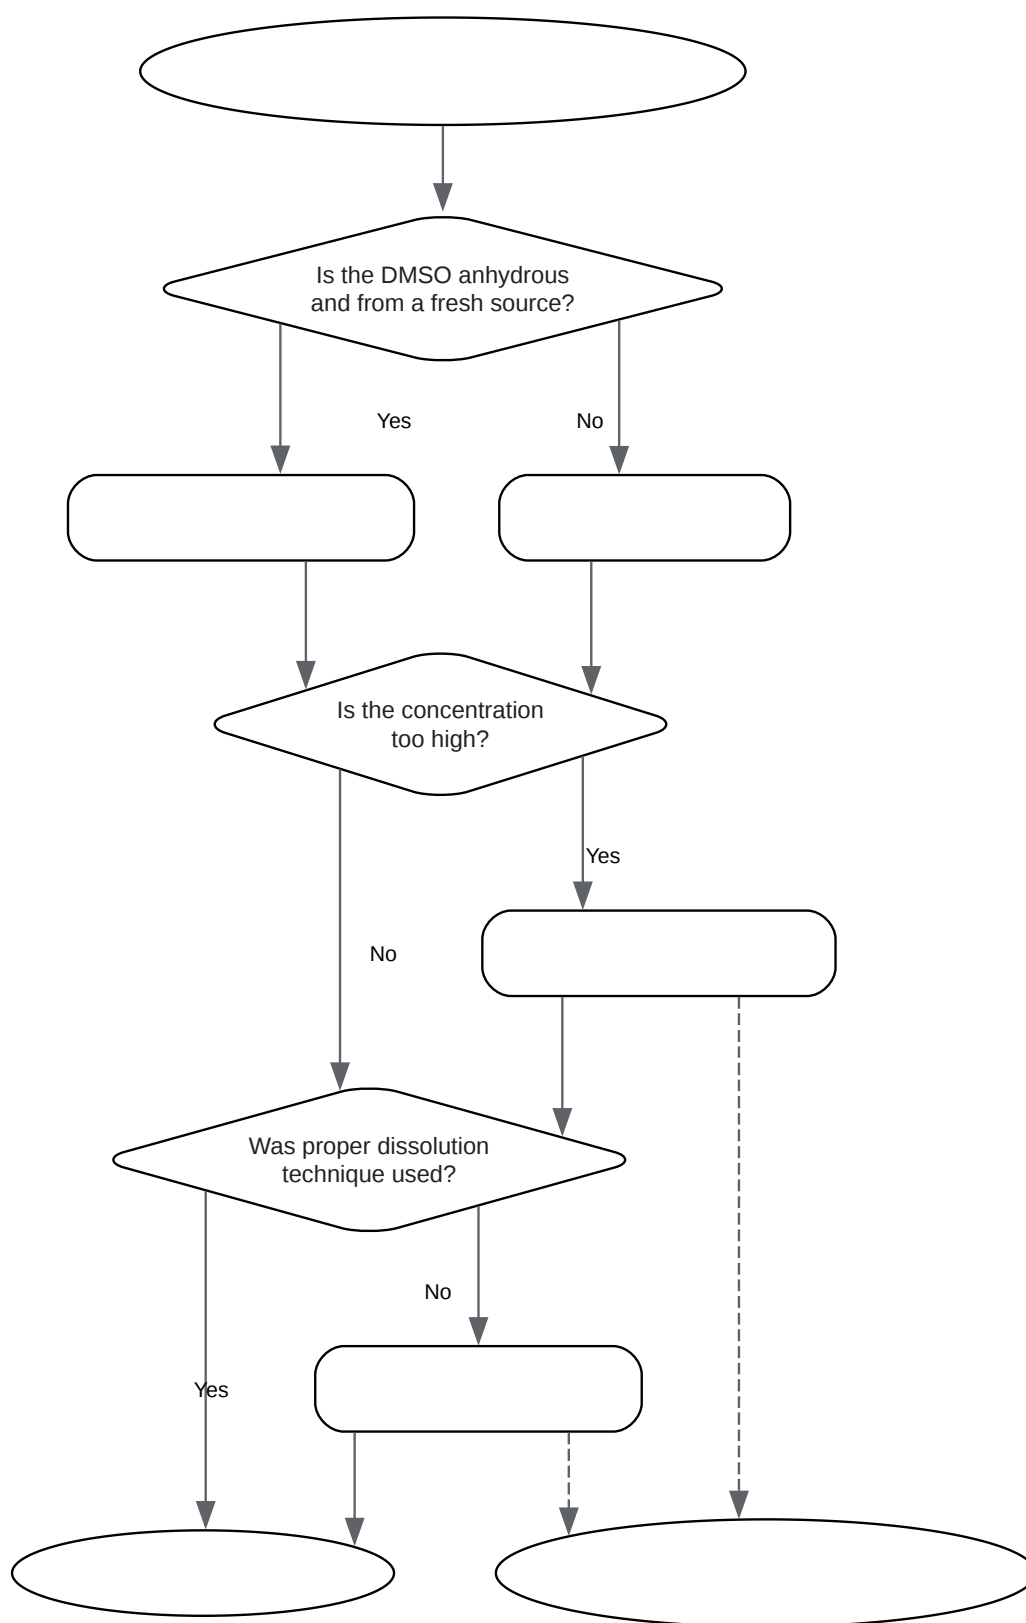 Is the DMSO anhydrous
and from a fresh source?
Yes
No
Is the concentration
too high?
Yes
No
Was proper dissolution
technique used?
No
Yes